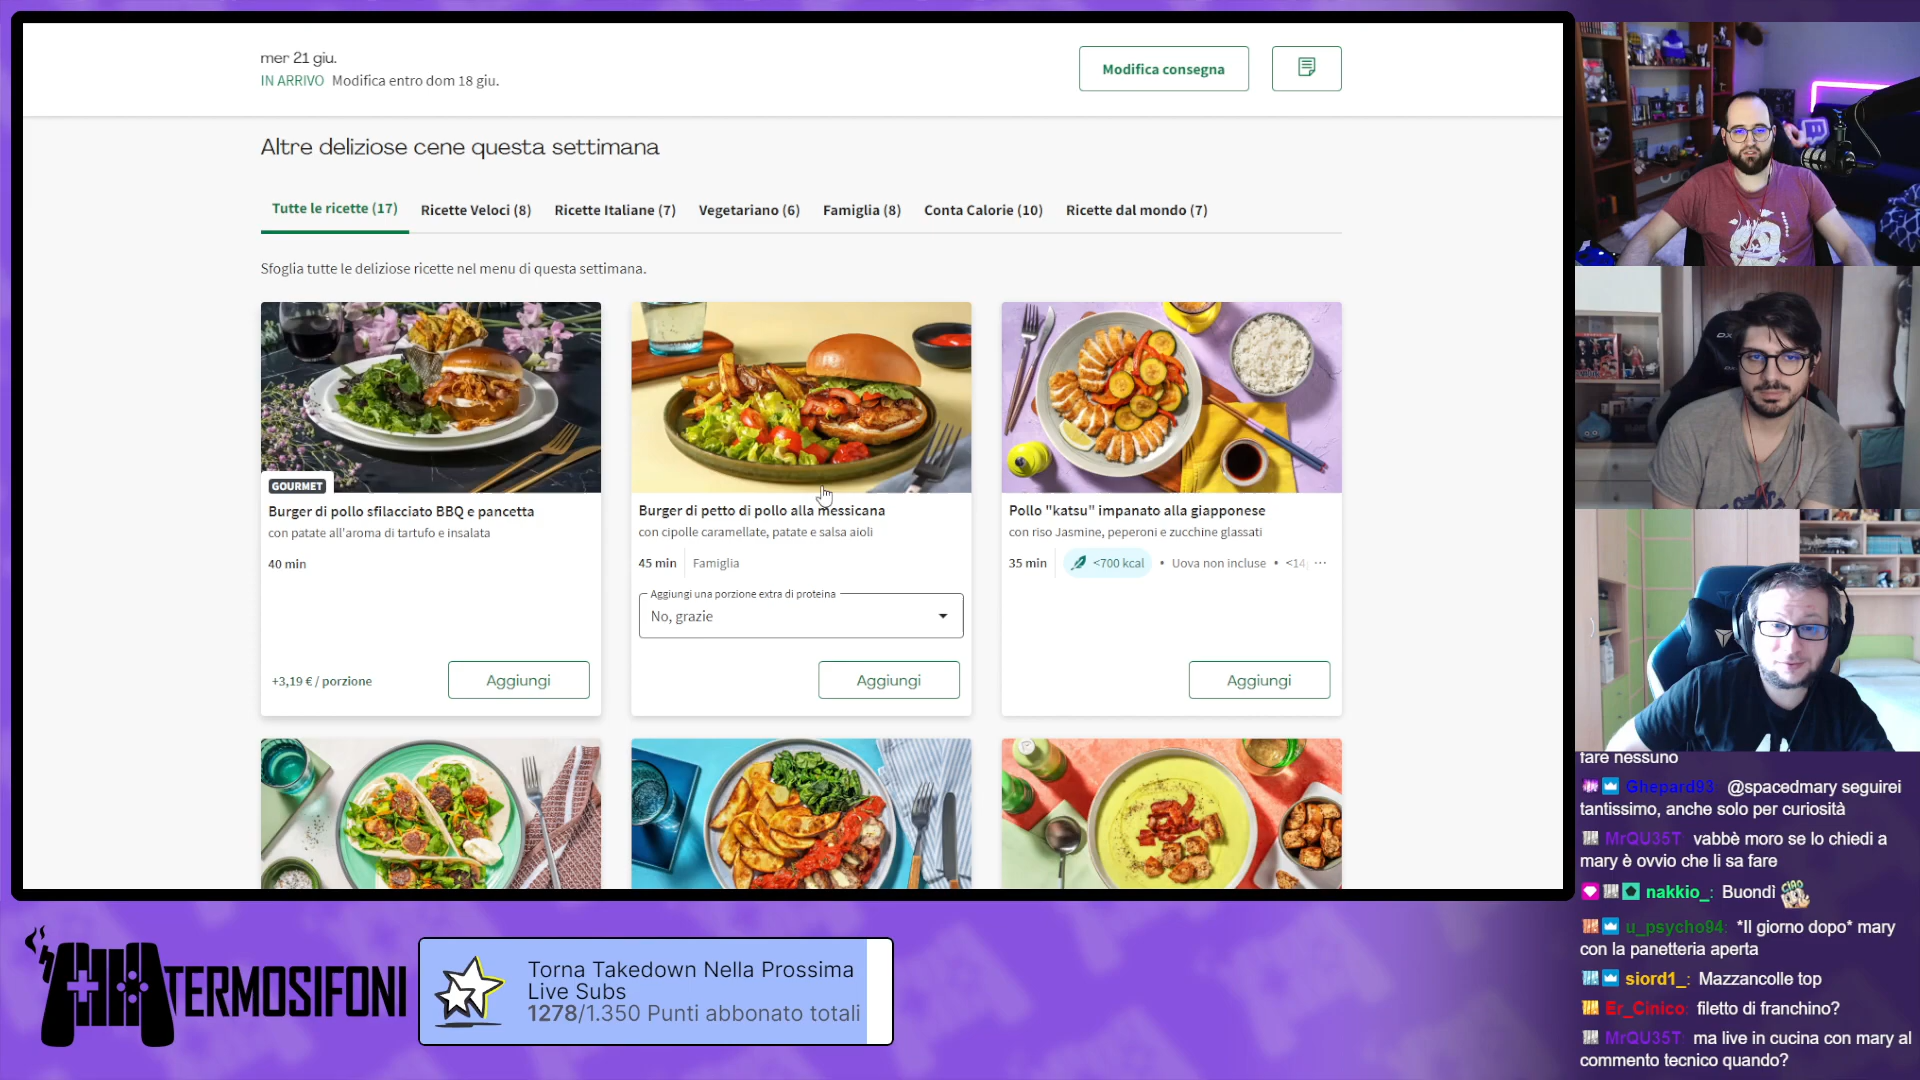 mer 21 giu.
IN ARRIVO Modifica entro dom 18 giu.
Modifica consegna
Altre deliziose cene questa settimana
Tutte le ricette (17) Ricette Veloci (8) Ricette Italiane (7) Vegetariano (6) Famiglia (8) Conta Calorie (10) Ricette dal mondo (7)
Sfoglia tutte le deliziose ricette nel menu di questa settimana.
GOURMET
Burger di pollo sfilacciato BBQ e pancetta
con patate all'aroma di tartufo e insalata
40 min
+3,19 € / porzione
Aggiungi
Burger di petto di pollo alla messicana
con cipolle caramellate, patate e salsa aioli
45 min Famiglia
Aggiungi una porzione extra di proteina
No, grazie
Aggiungi
Pollo "katsu" impanato alla giapponese
con riso Jasmine, peperoni e zucchine glassati
35 min <700 kcal • Uova non incluse • <14 ...
Aggiungi
fare nessuno
Ghepard93: @spacedmary seguirei
tantissimo, anche solo per curiosità
MrQU35T: vabbè moro se lo chiedi a
mary è ovvio che li sa fare
nakkio_: Buondì CIAO
u_psycho94: *Il giorno dopo* mary
con la panetteria aperta
siord1_: Mazzancolle top
Er_Cinico: filetto di franchino?
MrQU35T: ma live in cucina con mary al
commento tecnico quando?
TERMOSIFONI
Torna Takedown Nella Prossima
Live Subs
1278/1.350 Punti abbonato totali